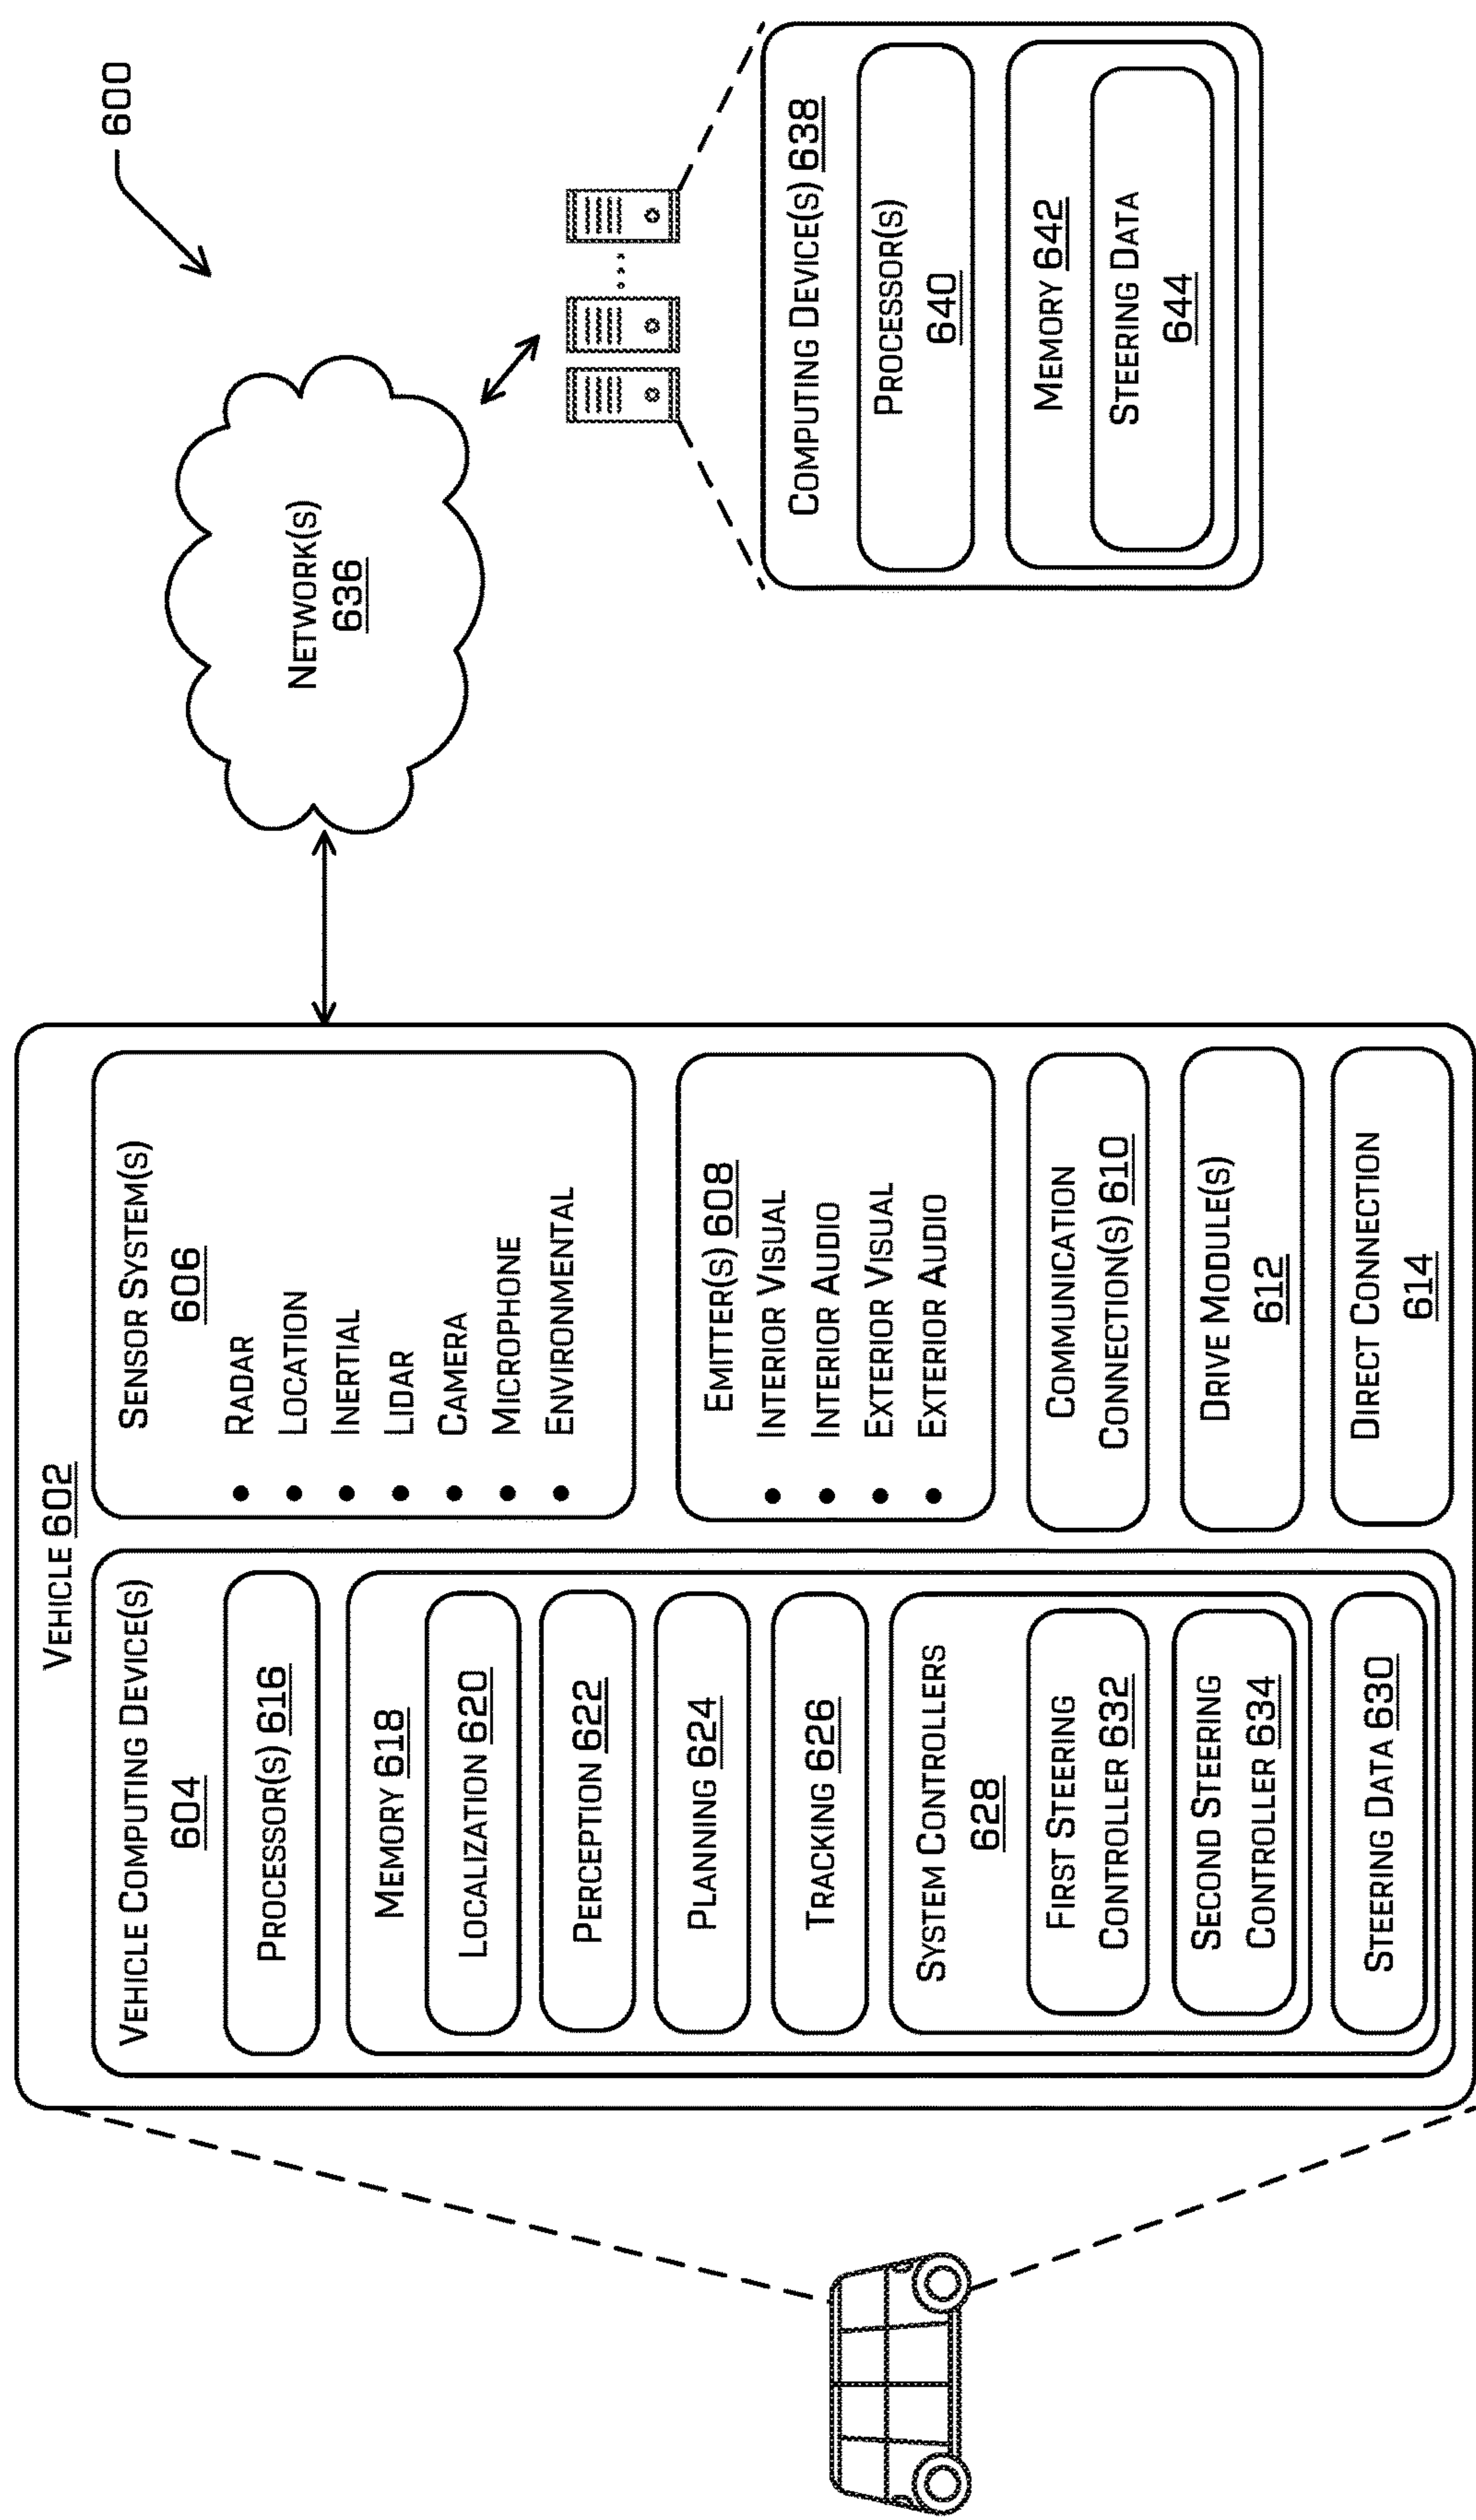 600
VEHICLE 602
VEHICLE COMPUTING DEVICE(S)
604
PROCESSOR(S) 616
MEMORY 618
LOCALIZATION 620
PERCEPTION 622
PLANNING 624
TRACKING 626
SYSTEM CONTROLLERS
628
FIRST STEERING
CONTROLLER 632
SECOND STEERING
CONTROLLER 634
STEERING DATA 630
SENSOR SYSTEM(S)
606
• RADAR
• LOCATION
• INERTIAL
• LIDAR
• CAMERA
• MICROPHONE
• ENVIRONMENTAL
EMITTER(S) 608
• INTERIOR VISUAL
• INTERIOR AUDIO
• EXTERIOR VISUAL
• EXTERIOR AUDIO
COMMUNICATION
CONNECTION(S) 610
DRIVE MODULE(S)
612
DIRECT CONNECTION
614
NETWORK(S)
636
COMPUTING DEVICE(S) 638
PROCESSOR(S)
640
MEMORY 642
STEERING DATA
644